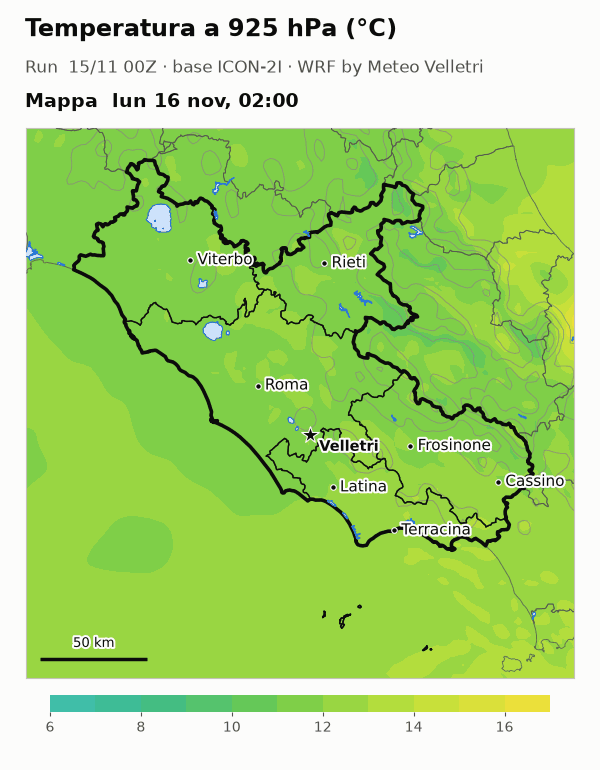 Temperatura a 925 hPa (°C)
Run  15/11 00Z · base ICON-2I · WRF by Meteo Velletri
Mappa  lun 16 nov, 02:00
Viterbo
Rieti
Roma
Velletri
Frosinone
Cassino
Latina
Terracina
50 km
6 8 10 12 14 16